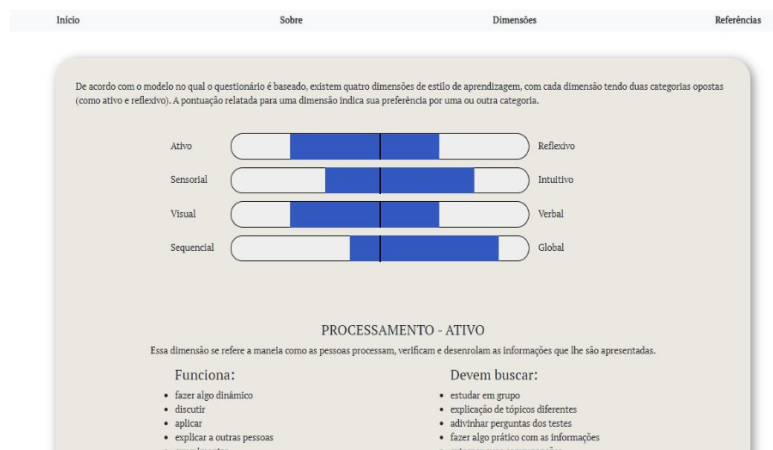 Início Sobre Dimensões Referências
De acordo com o modelo no qual o questionário é baseado, existem quatro dimensões de estilo de aprendizagem, com cada dimensão tendo duas categorias opostas
(como ativo e reflexivo). A pontuação relatada para uma dimensão indica sua preferência por uma ou outra categoria.
Ativo Reflexivo
Sensorial Intuitivo
Visual Verbal
Sequencial Global
PROCESSAMENTO - ATIVO
Essa dimensão se refere a maneia como as pessoas processam, verificam e desenrolam as informações que lhe são apresentadas.
Funciona:
• fazer algo dinámico
• discutir
• aplicar
• explicar a outras pessoas
Devem buscar:
• estudar em grupo
• explicação de tópicos diferentes
• adivinhar perguntas dos testes
• fazer algo prático com as informações